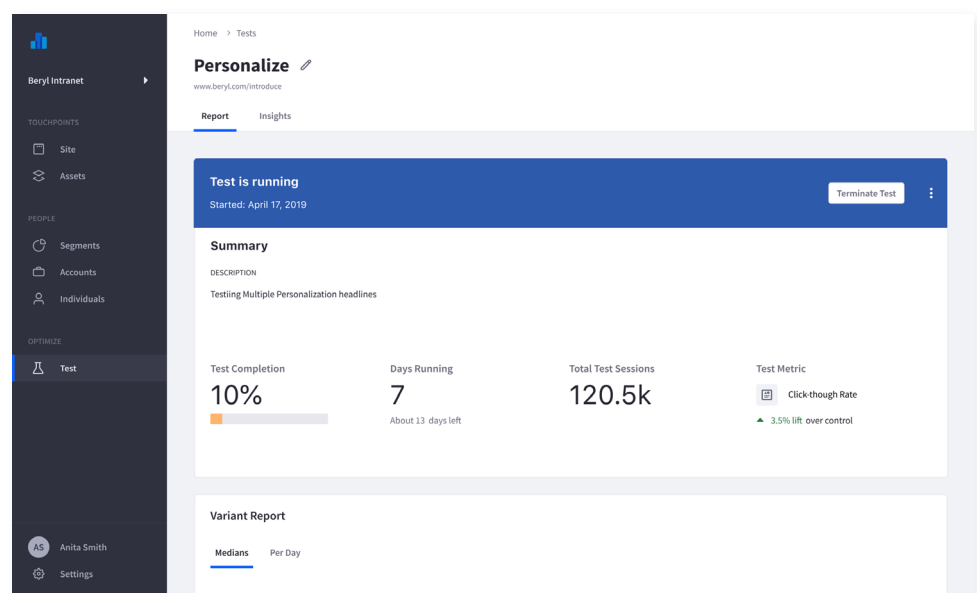 Beryl Intranet
TOUCHPOINTS
Site
Assets
PEOPLE
Segments
Accounts
Individuals
OPTIMIZE
Test
AS Anita Smith
Settings
Home > Tests
Personalize
www.beryl.com/introduce
Report Insights
Test is running
Started: April 17, 2019
Terminate Test
Summary
DESCRIPTION
Testiing Multiple Personalization headlines
Test Completion Days Running Total Test Sessions Test Metric
10% 7 120.5k Click-though Rate
About 13 days left 3.5% lift over control
Variant Report
Medians Per Day